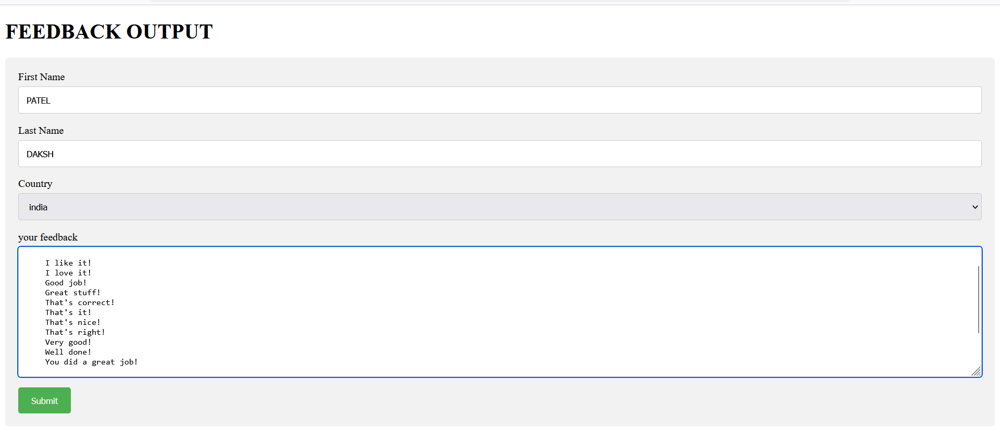 FEEDBACK OUTPUT
First Name
PATEL
Last Name
DAKSH
Country
india
your feedback
I like it!
I love it!
Good job!
Great stuff!
That's correct!
That's it!
That's nice!
That's right!
Very good!
Well done!
You did a great job!
Submit